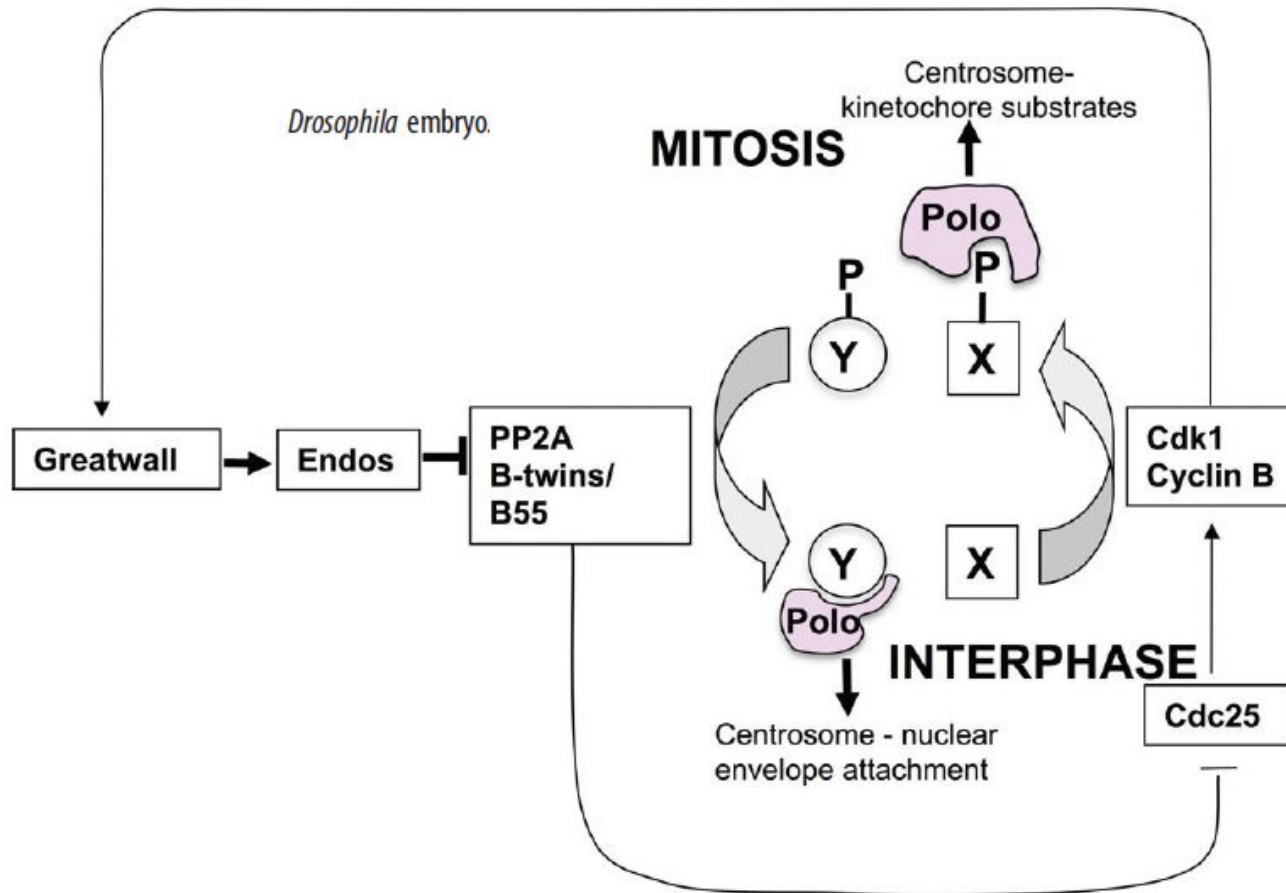 Drosophila embryo.
Centrosome-
kinetochore substrates
MITOSIS
Polo
P
P
Y
X
Greatwall
Endos
PP2A
B-twins/
B55
Cdk1
Cyclin B
Y
X
Polo
INTERPHASE
Cdc25
Centrosome - nuclear
envelope attachment